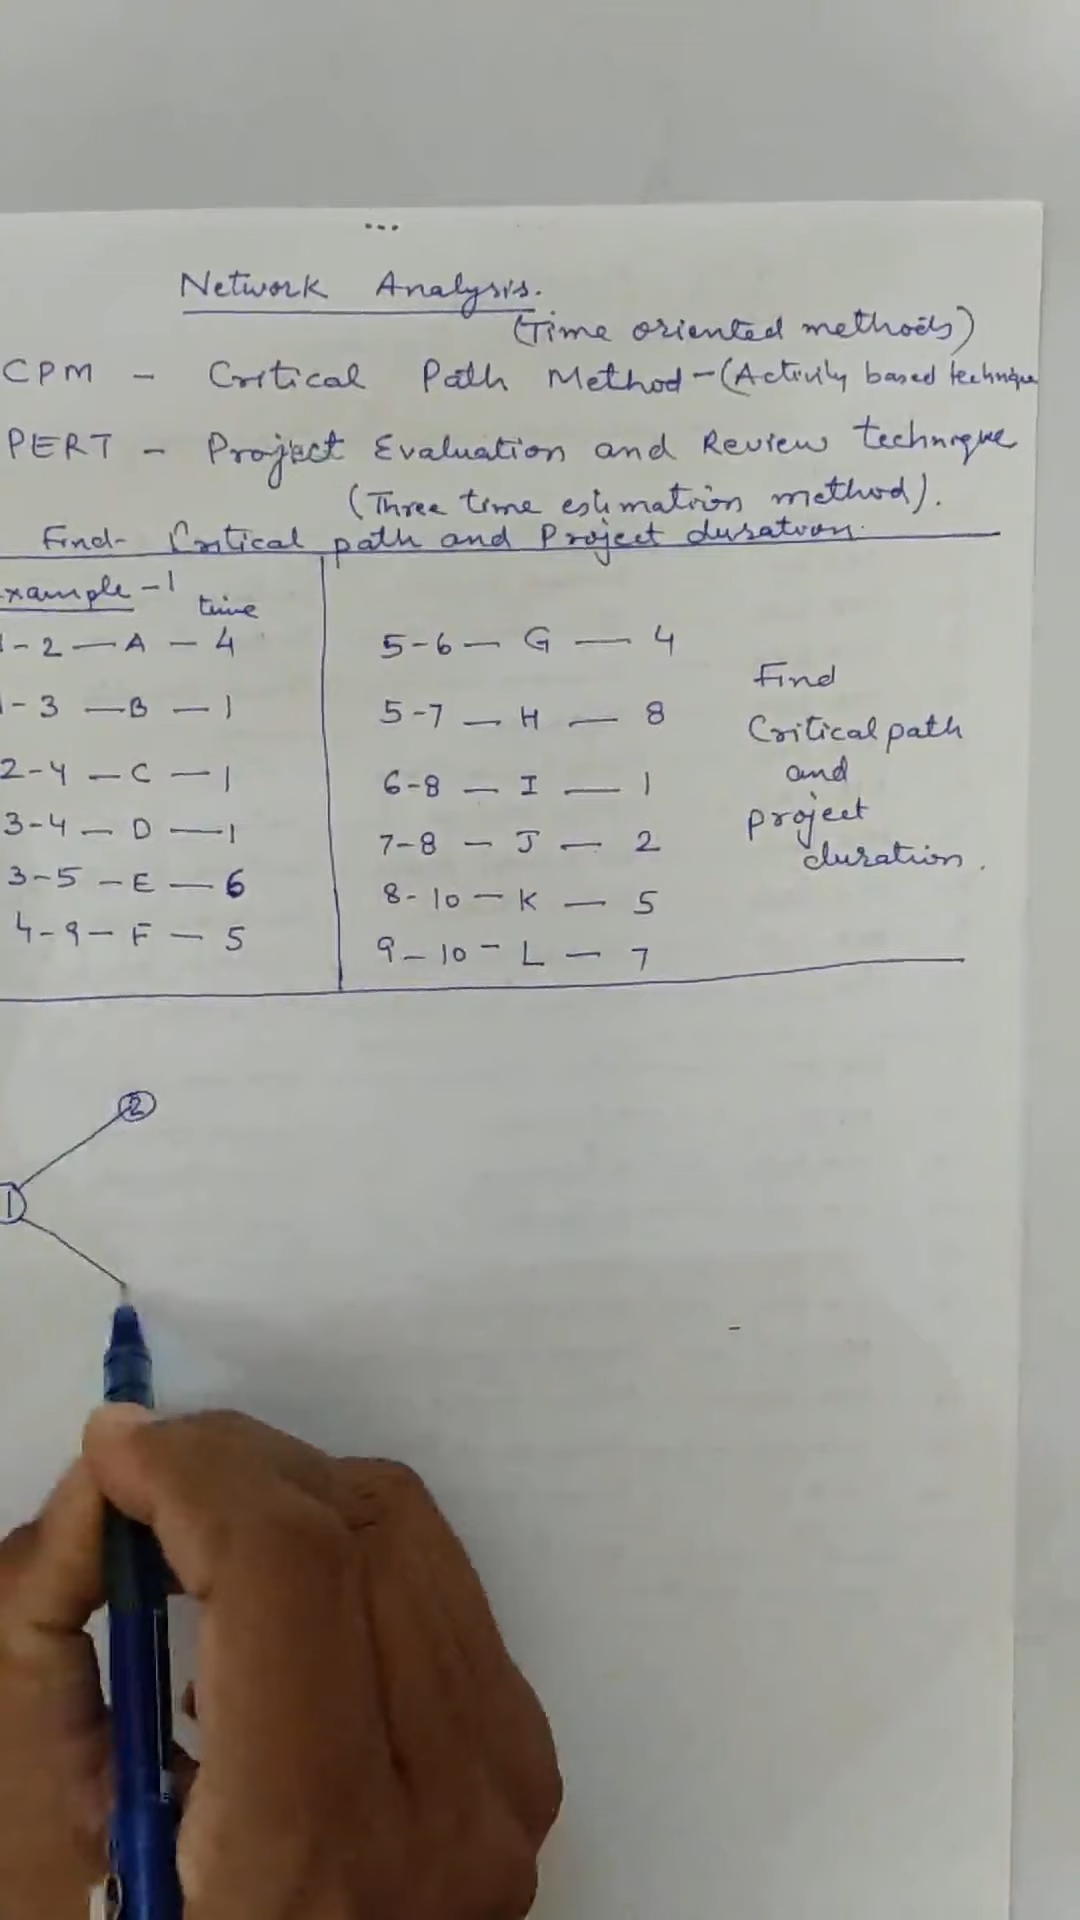 Network Analysis.
(Time oriented methods)
CPM - Critical Path Method - (Activity based technique
PERT - Project Evaluation and Review technique
(Three time estimation method).
Find- Critical path and Project duration.
xample -1 time
1-2 — A — 4
1-3 — B — 1
2-4 — C — 1
3-4 — D — 1
3-5 — E — 6
4-9 — F — 5
5-6 — G — 4
5-7 — H — 8
6-8 — I — 1
7-8 — J — 2
8-10 — K — 5
9-10 - L — 7
Find
Critical path
and
project
duration.
2
1